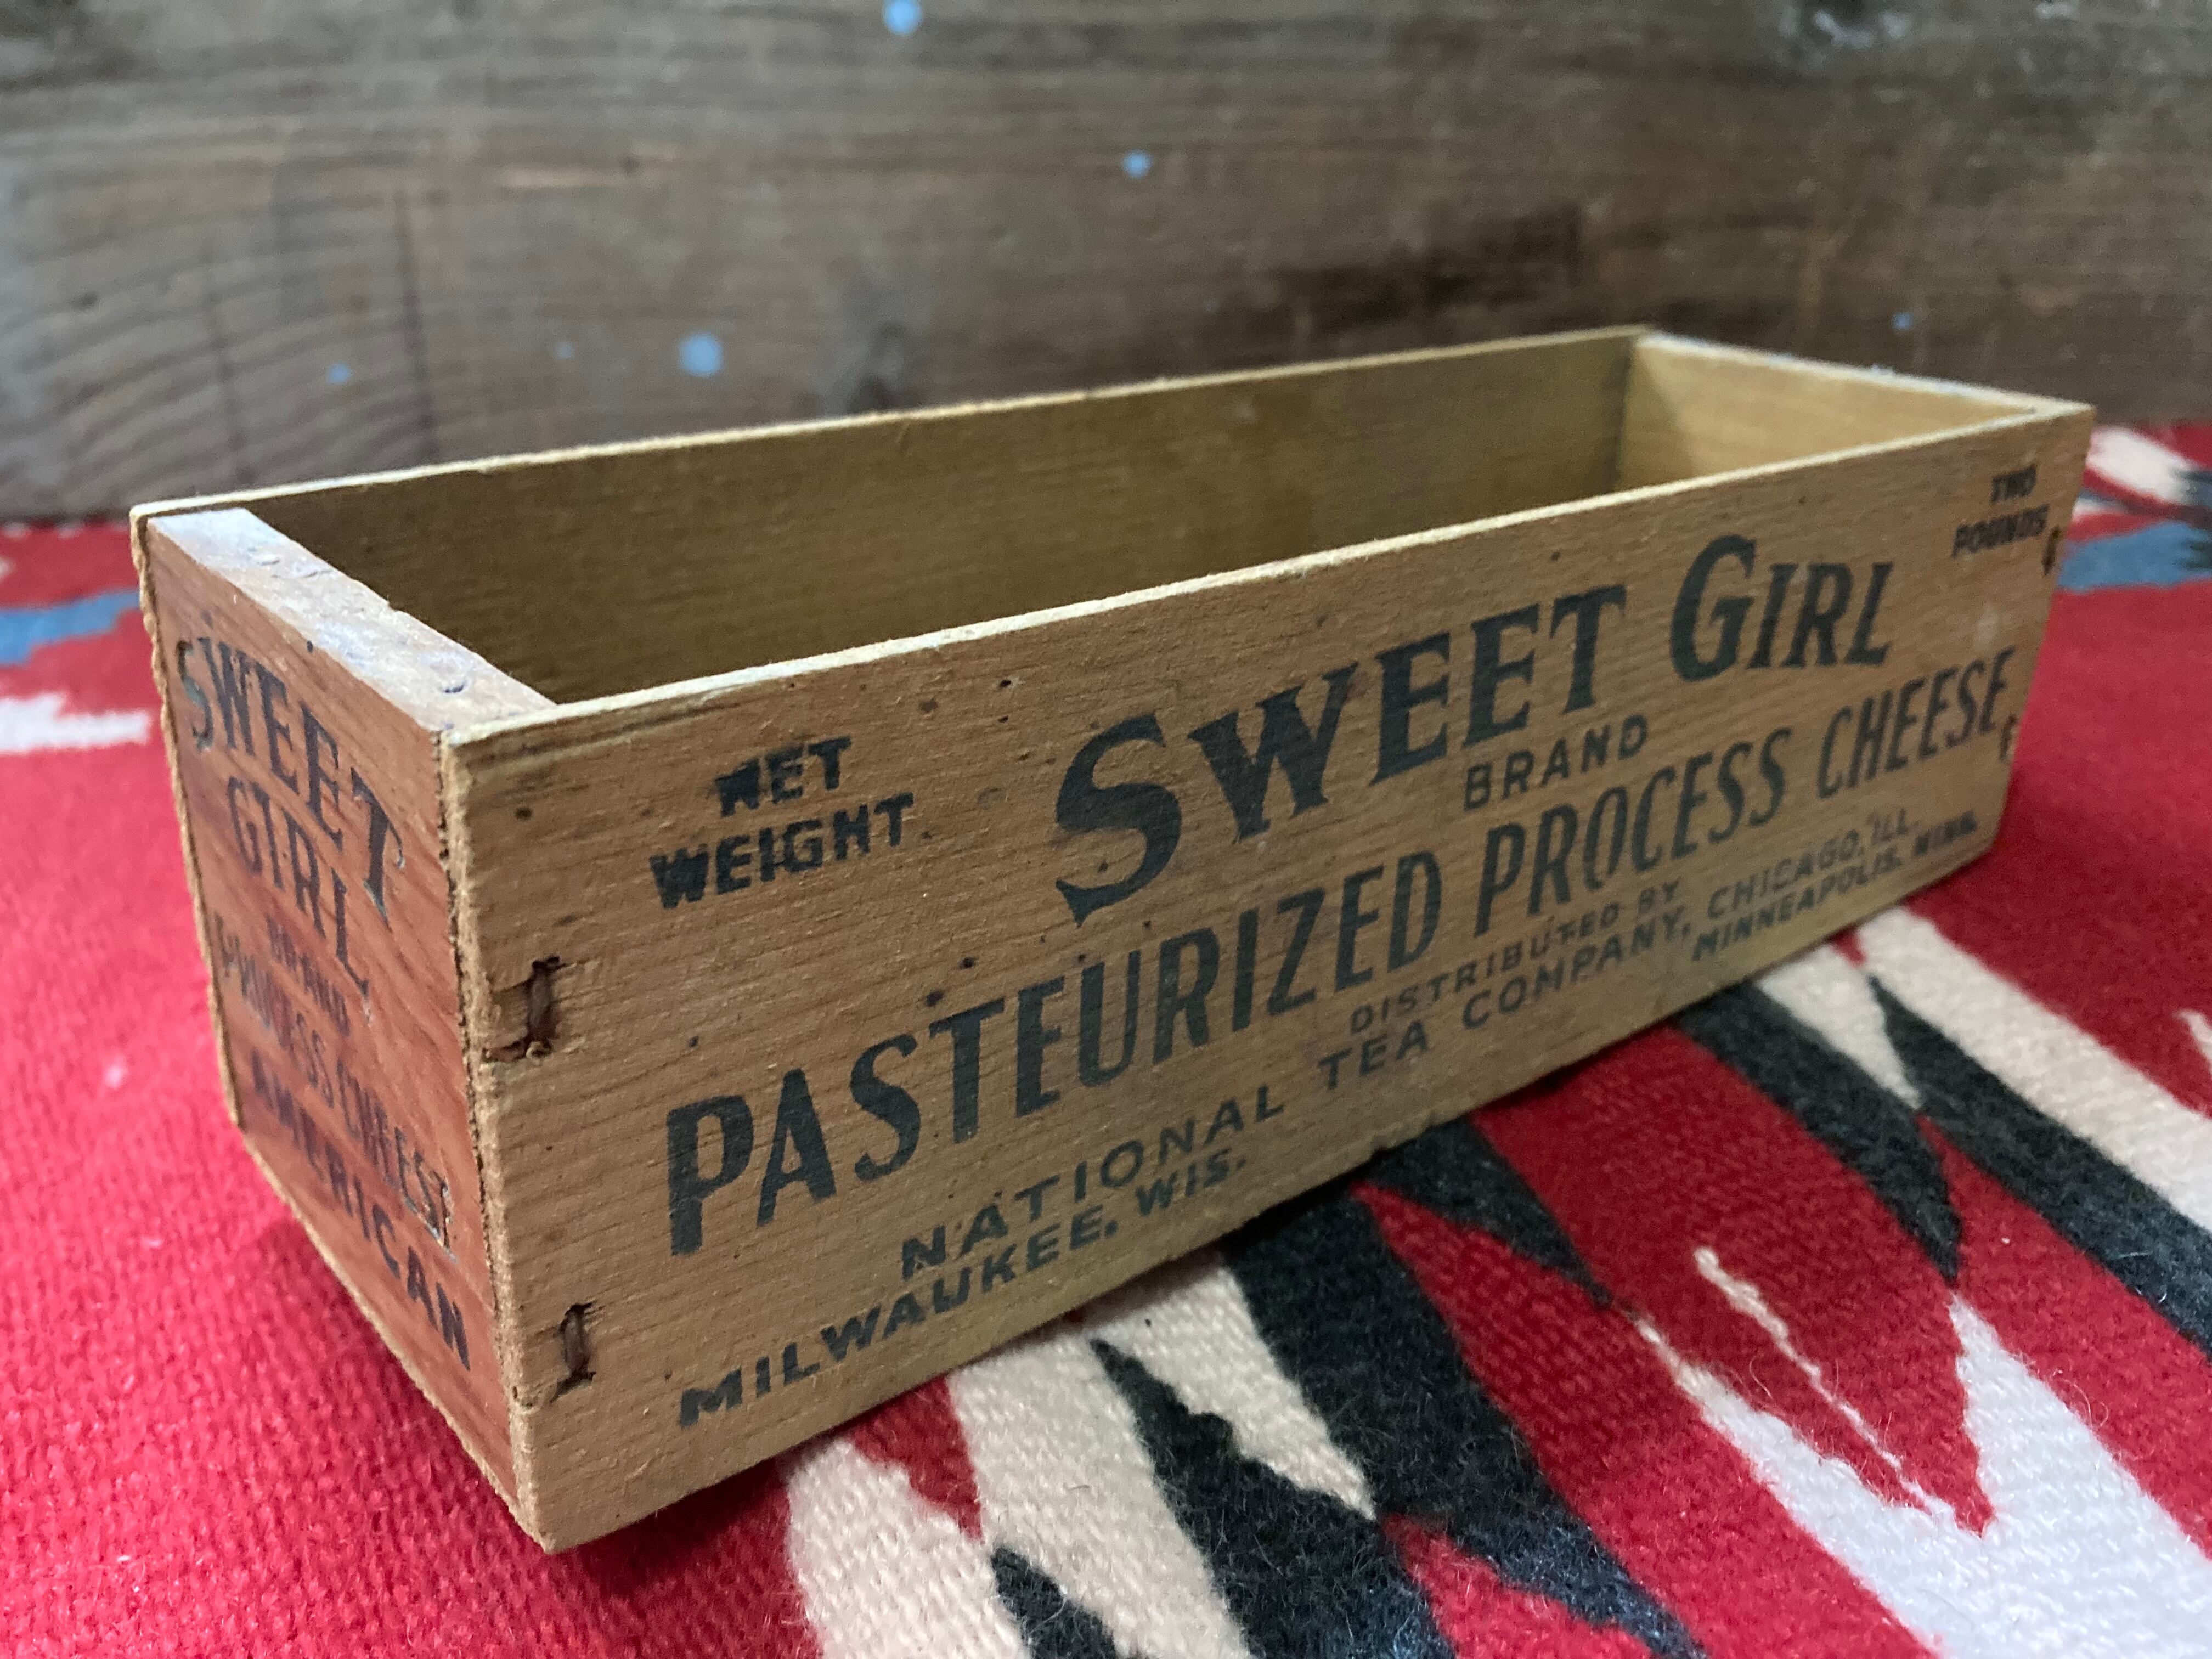 SWEET
GIRL
BRAND
PROCESS CHEESE
AMERICAN
NET
WEIGHT
SWEET GIRL
BRAND
TWO
POUNDS
PASTEURIZED PROCESS CHEESE
DISTRIBUTED BY
NATIONAL TEA COMPANY, CHICAGO, ILL.
MILWAUKEE, WIS.
MINNEAPOLIS, MINN.